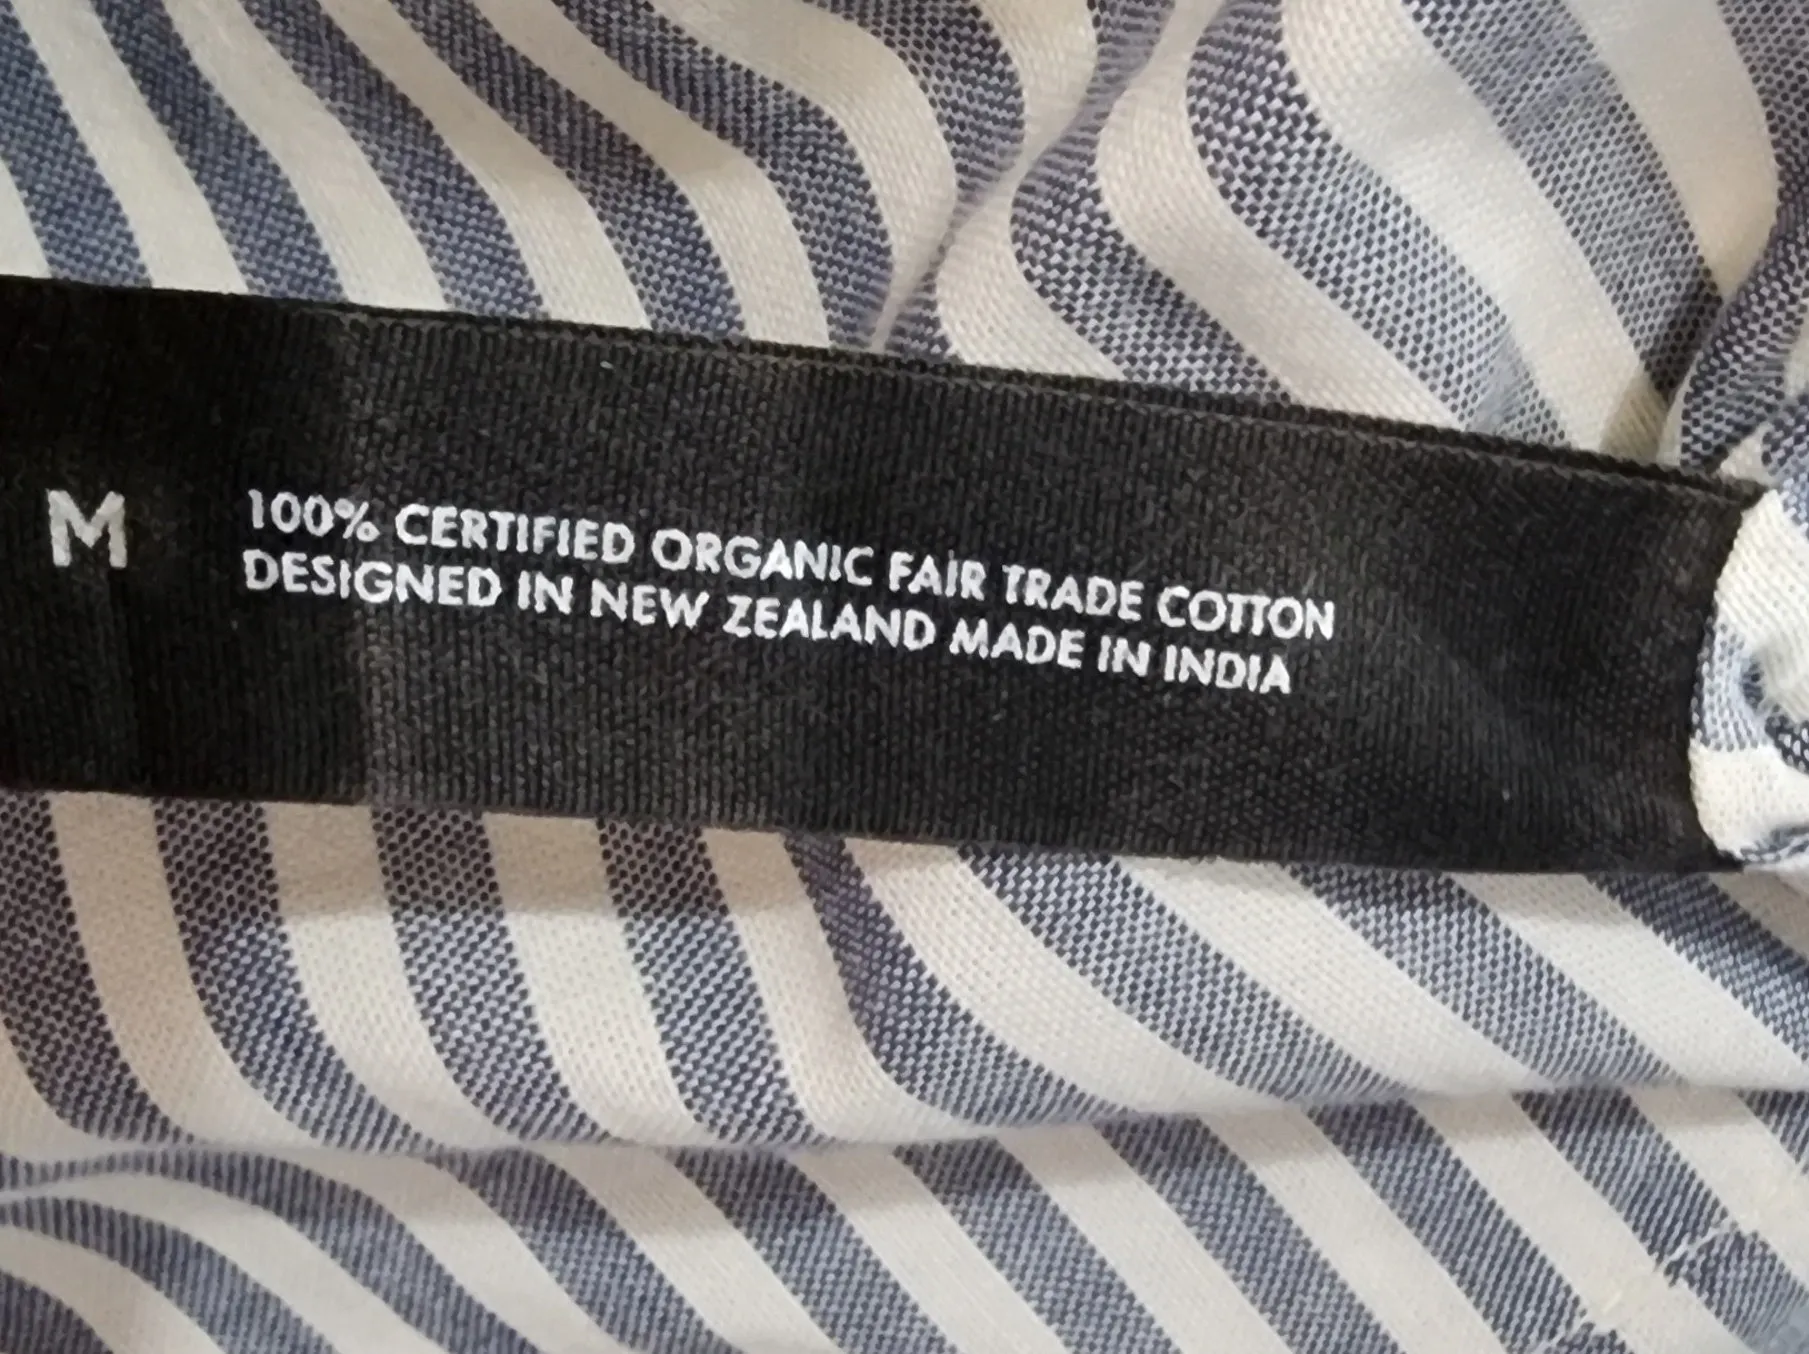 M
100% CERTIFIED ORGANIC FAIR TRADE COTTON
DESIGNED IN NEW ZEALAND MADE IN INDIA